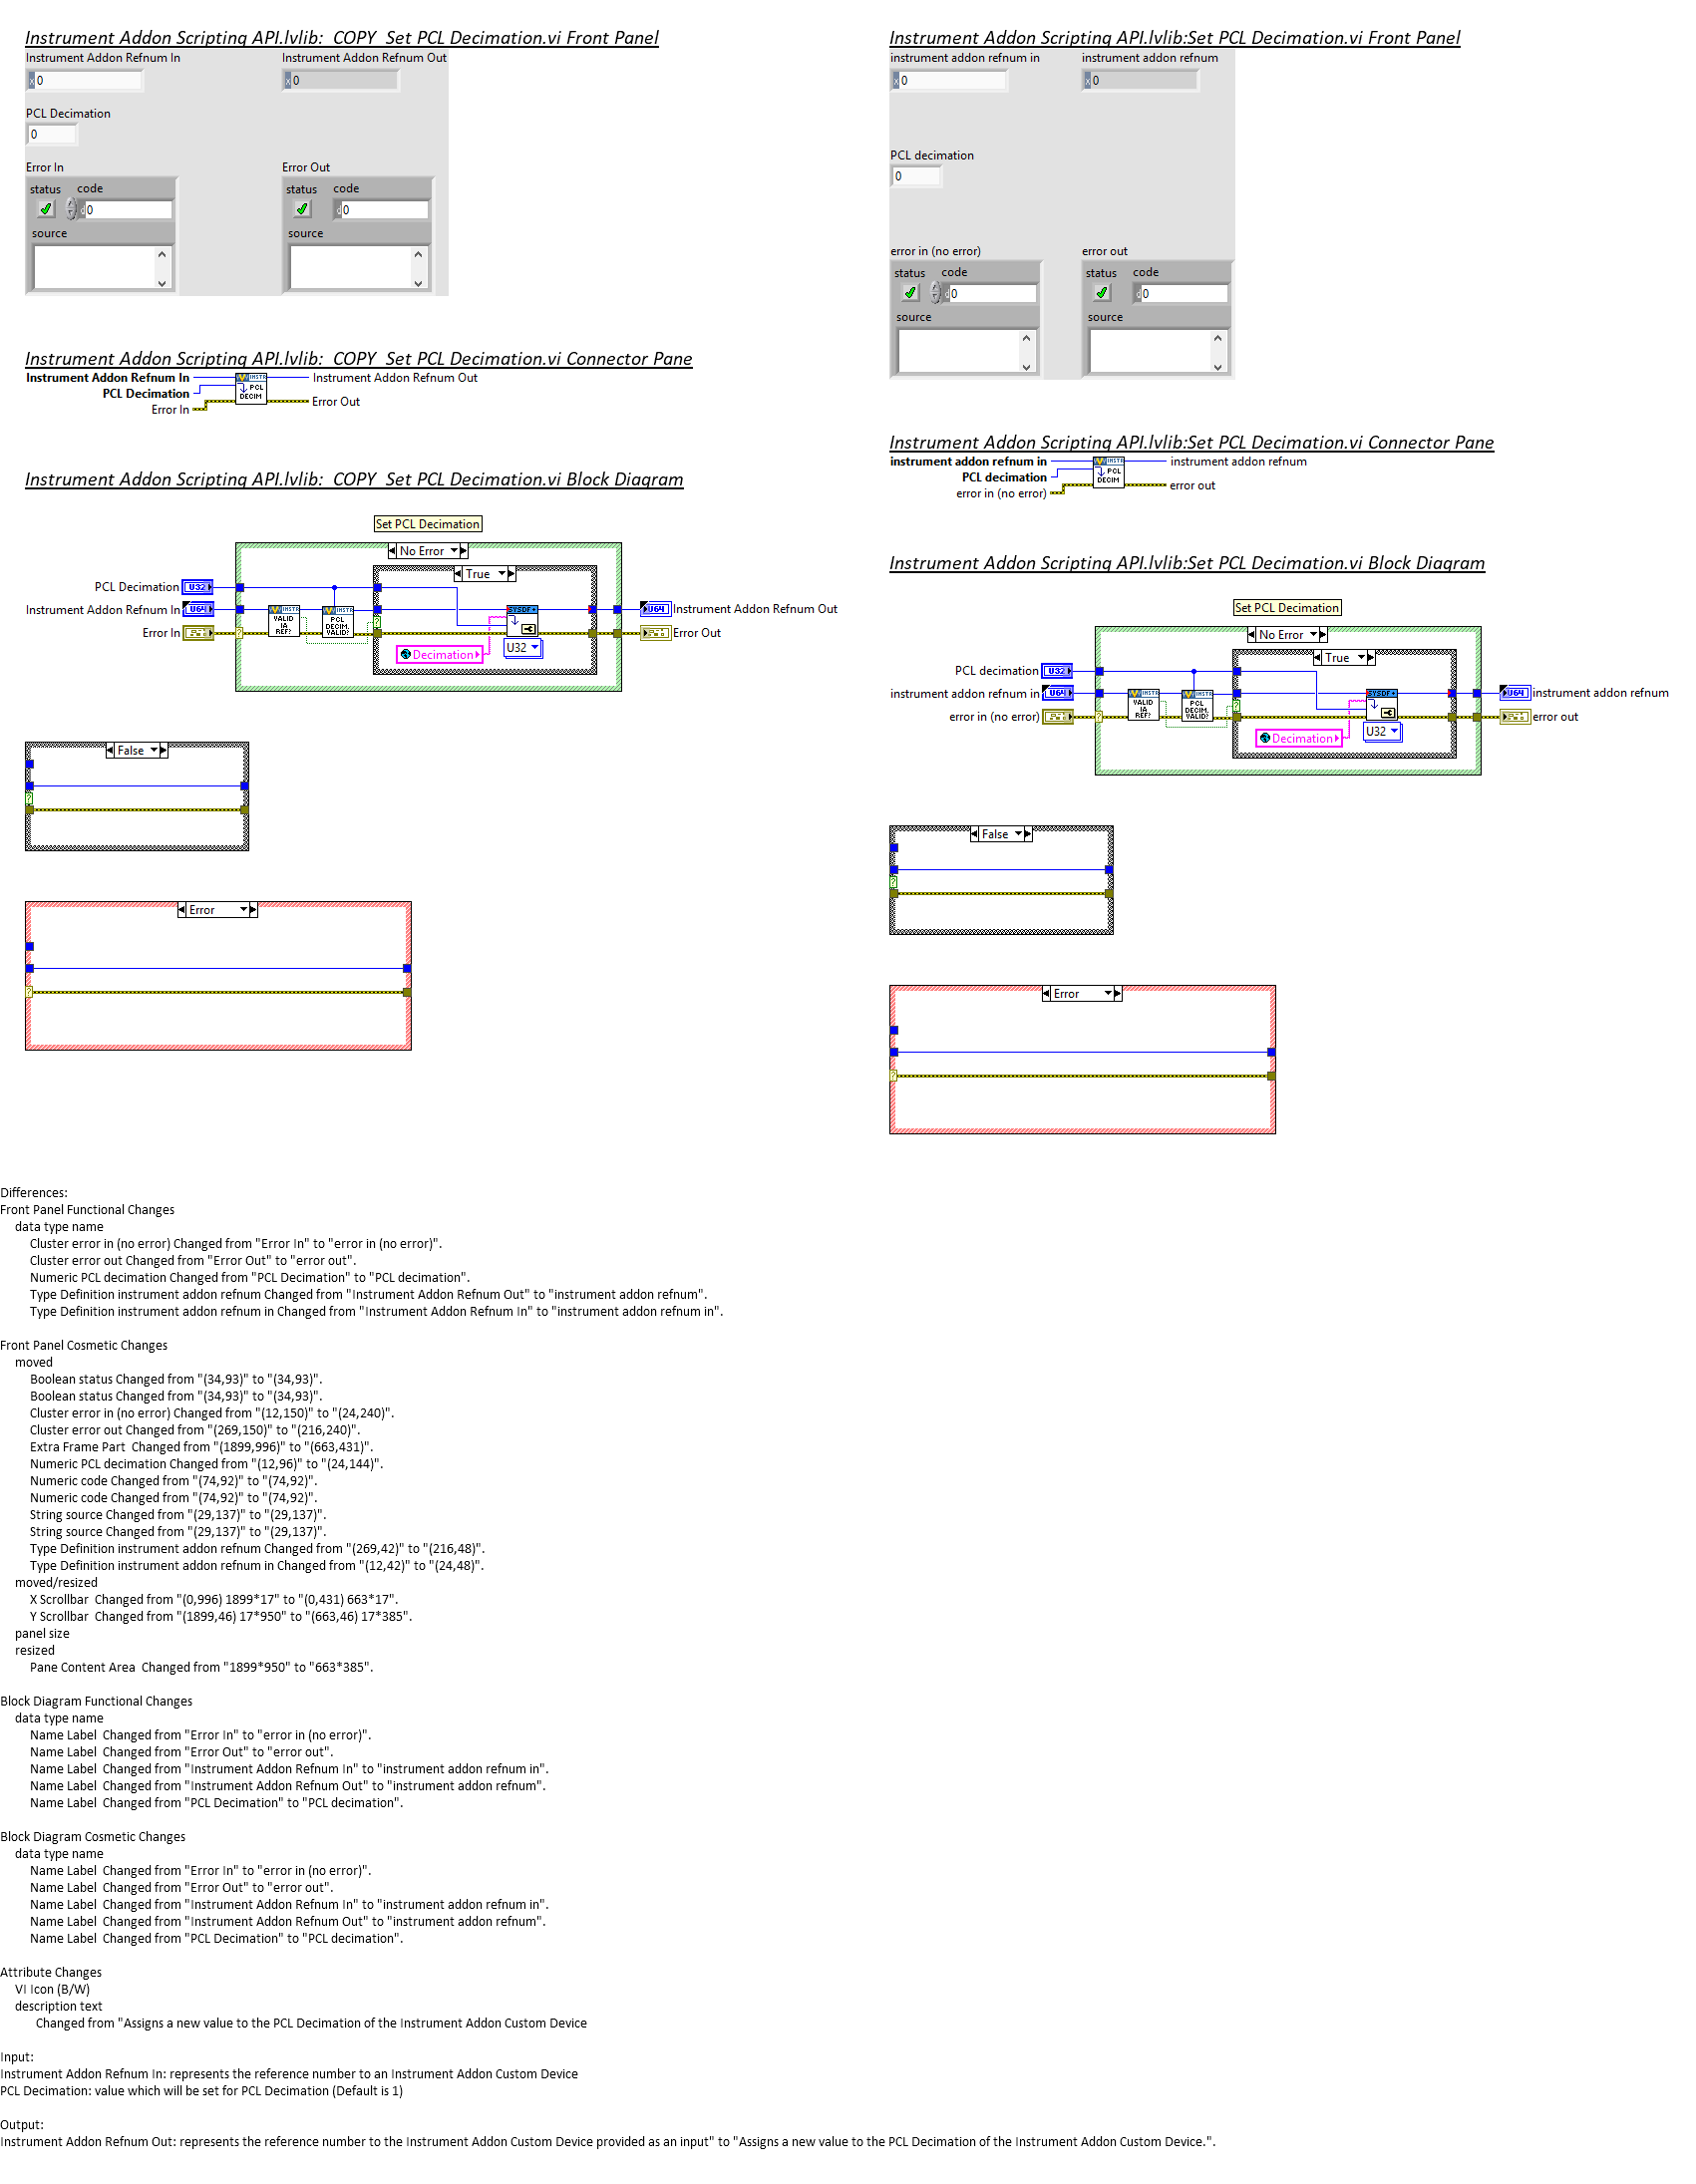 Instrument Addon Scripting API.lvlib:  COPY  Set PCL Decimation.vi Front Panel
Instrument Addon Refnum In
Instrument Addon Refnum Out
x 0
x 0
PCL Decimation
0
Error In
Error Out
status
code
status
code
d 0
d 0
source
source
Instrument Addon Scripting API.lvlib:  COPY  Set PCL Decimation.vi Connector Pane
Instrument Addon Refnum In
Instrument Addon Refnum Out
PCL Decimation
Error In
Error Out
INSTR
PCL
DECIM
Instrument Addon Scripting API.lvlib:  COPY  Set PCL Decimation.vi Block Diagram
Set PCL Decimation
No Error
True
PCL Decimation
U32
Instrument Addon Refnum In
U64
Error In
INSTR
VALID
IA
REF?
INSTR
PCL
DECIM.
VALID?
?
?
SYSDF
Decimation
U32
U64
Instrument Addon Refnum Out
Error Out
False
?
Error
?
Instrument Addon Scripting API.lvlib:Set PCL Decimation.vi Front Panel
instrument addon refnum in
instrument addon refnum
x 0
x 0
PCL decimation
0
error in (no error)
error out
status
code
status
code
d 0
d 0
source
source
Instrument Addon Scripting API.lvlib:Set PCL Decimation.vi Connector Pane
instrument addon refnum in
instrument addon refnum
PCL decimation
error in (no error)
error out
INSTR
PCL
DECIM
Instrument Addon Scripting API.lvlib:Set PCL Decimation.vi Block Diagram
Set PCL Decimation
No Error
True
PCL decimation
U32
instrument addon refnum in
U64
error in (no error)
INSTR
VALID
IA
REF?
INSTR
PCL
DECIM.
VALID?
?
?
SYSDF
Decimation
U32
U64
instrument addon refnum
error out
False
?
Error
?
Differences:
Front Panel Functional Changes
data type name
Cluster error in (no error) Changed from "Error In" to "error in (no error)".
Cluster error out Changed from "Error Out" to "error out".
Numeric PCL decimation Changed from "PCL Decimation" to "PCL decimation".
Type Definition instrument addon refnum Changed from "Instrument Addon Refnum Out" to "instrument addon refnum".
Type Definition instrument addon refnum in Changed from "Instrument Addon Refnum In" to "instrument addon refnum in".
Front Panel Cosmetic Changes
moved
Boolean status Changed from "(34,93)" to "(34,93)".
Boolean status Changed from "(34,93)" to "(34,93)".
Cluster error in (no error) Changed from "(12,150)" to "(24,240)".
Cluster error out Changed from "(269,150)" to "(216,240)".
Extra Frame Part  Changed from "(1899,996)" to "(663,431)".
Numeric PCL decimation Changed from "(12,96)" to "(24,144)".
Numeric code Changed from "(74,92)" to "(74,92)".
Numeric code Changed from "(74,92)" to "(74,92)".
String source Changed from "(29,137)" to "(29,137)".
String source Changed from "(29,137)" to "(29,137)".
Type Definition instrument addon refnum Changed from "(269,42)" to "(216,48)".
Type Definition instrument addon refnum in Changed from "(12,42)" to "(24,48)".
moved/resized
X Scrollbar  Changed from "(0,996) 1899*17" to "(0,431) 663*17".
Y Scrollbar  Changed from "(1899,46) 17*950" to "(663,46) 17*385".
panel size
resized
Pane Content Area  Changed from "1899*950" to "663*385".
Block Diagram Functional Changes
data type name
Name Label  Changed from "Error In" to "error in (no error)".
Name Label  Changed from "Error Out" to "error out".
Name Label  Changed from "Instrument Addon Refnum In" to "instrument addon refnum in".
Name Label  Changed from "Instrument Addon Refnum Out" to "instrument addon refnum".
Name Label  Changed from "PCL Decimation" to "PCL decimation".
Block Diagram Cosmetic Changes
data type name
Name Label  Changed from "Error In" to "error in (no error)".
Name Label  Changed from "Error Out" to "error out".
Name Label  Changed from "Instrument Addon Refnum In" to "instrument addon refnum in".
Name Label  Changed from "Instrument Addon Refnum Out" to "instrument addon refnum".
Name Label  Changed from "PCL Decimation" to "PCL decimation".
Attribute Changes
VI Icon (B/W)
description text
Changed from "Assigns a new value to the PCL Decimation of the Instrument Addon Custom Device
Input:
Instrument Addon Refnum In: represents the reference number to an Instrument Addon Custom Device
PCL Decimation: value which will be set for PCL Decimation (Default is 1)
Output:
Instrument Addon Refnum Out: represents the reference number to the Instrument Addon Custom Device provided as an input" to "Assigns a new value to the PCL Decimation of the Instrument Addon Custom Device.".